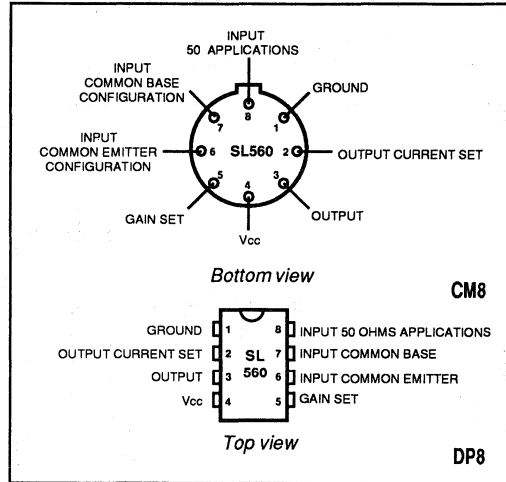 INPUT
50 APPLICATIONS
INPUT
COMMON BASE
CONFIGURATION
GROUND
8
7
1
INPUT
COMMON EMITTER
CONFIGURATION
6 SL560 2
OUTPUT CURRENT SET
5
3
4
GAIN SET
OUTPUT
Vcc
Bottom view
CM8
GROUND 1 8 INPUT 50 OHMS APPLICATIONS
OUTPUT CURRENT SET 2 SL 7 INPUT COMMON BASE
OUTPUT 3 560 6 INPUT COMMON EMITTER
Vcc 4 5 GAIN SET
Top view
DP8